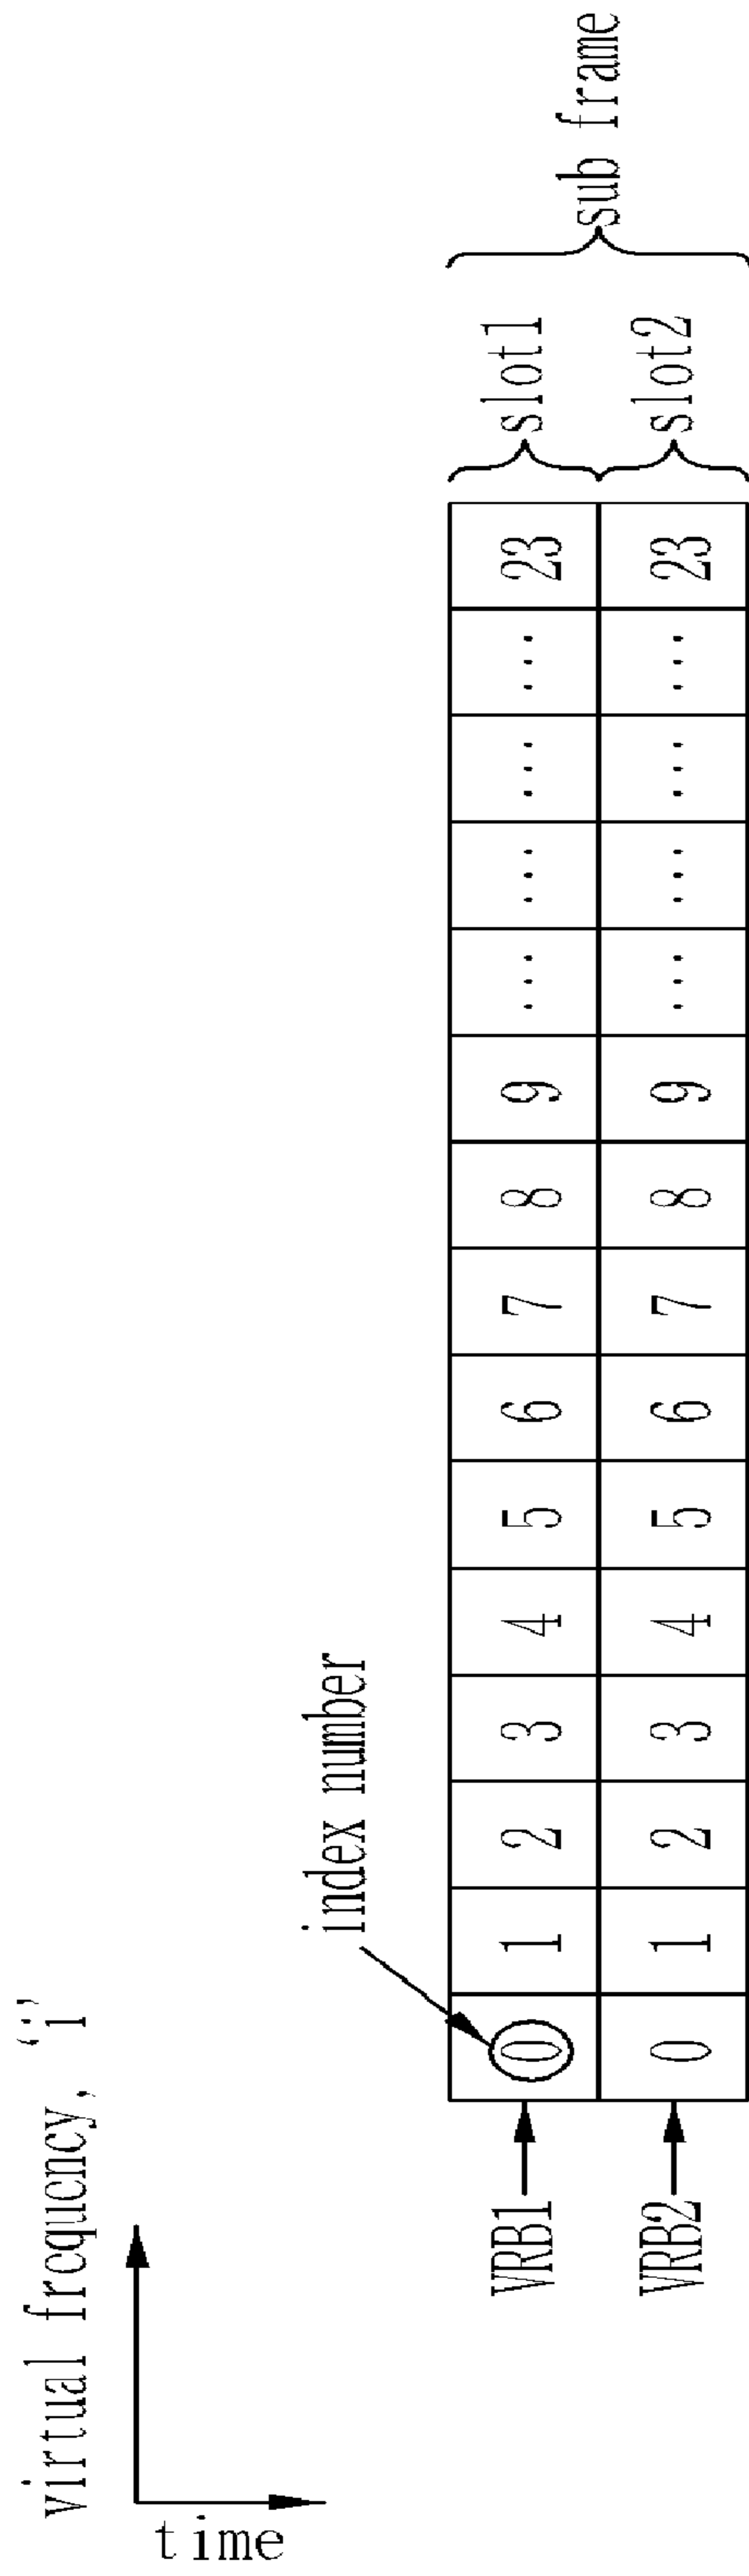 virtual frequency, ‘i’
time
index number
VRB1 0 1 2 3 4 5 6 7 8 9 ... ... ... ... 23 slot1
VRB2 0 1 2 3 4 5 6 7 8 9 ... ... ... ... 23 slot2
sub frame